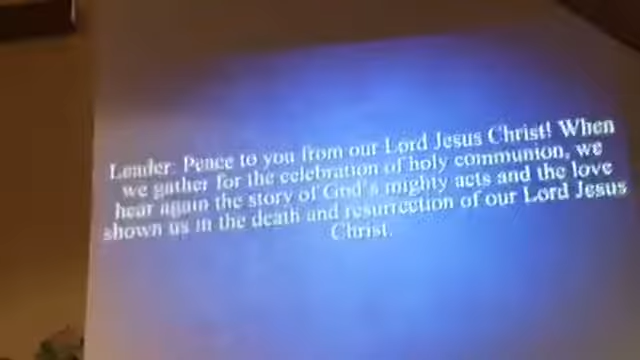 Leader: Peace to you from our Lord Jesus Christ! When
we gather for the celebration of holy communion, we
hear again the story of God's mighty acts and the love
shown us in the death and resurrection of our Lord Jesus
Christ.